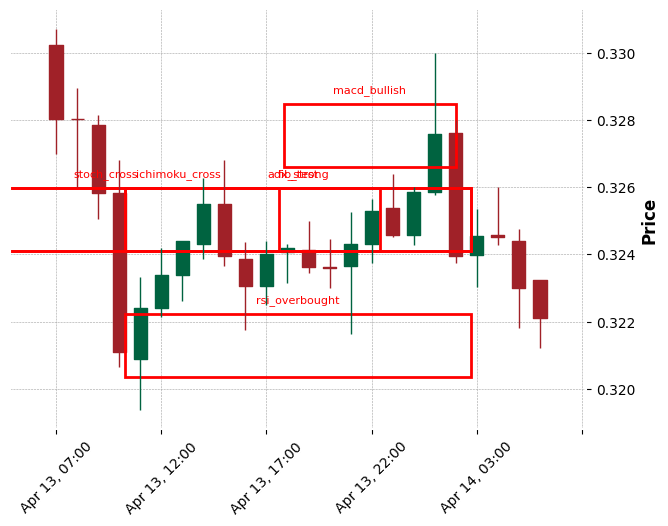 0.330
macd_bullish
0.328
ichimoku_cross
0.326
0.324
Price
rsi_overbought
0.322
0.320
Apr 13, 07:00
Apr 13, 12:00
Apr 13, 17:00
Apr 13, 22:00
Apr 14, 03:00